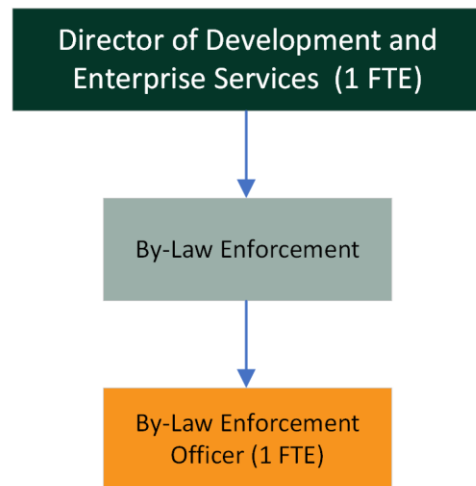 Director of Development and
Enterprise Services (1 FTE)
By-Law Enforcement
By-Law Enforcement
Officer (1 FTE)